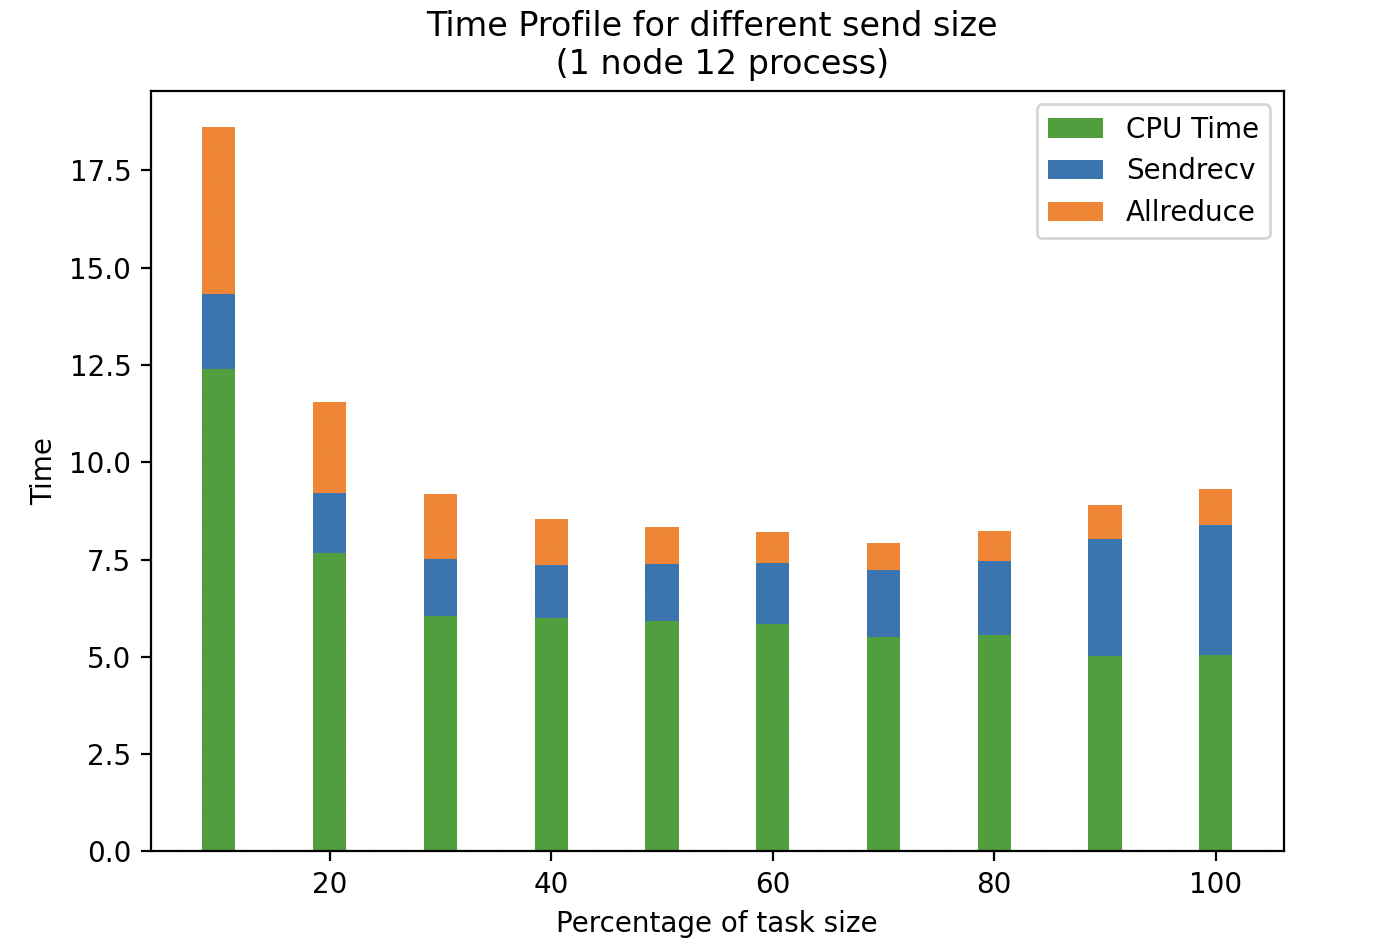 Time Profile for different send size
(1 node 12 process)
CPU Time
Sendrecv
Allreduce
17.5
15.0
12.5
10.0
7.5
5.0
2.5
0.0
Time
20 40 60 80 100
Percentage of task size